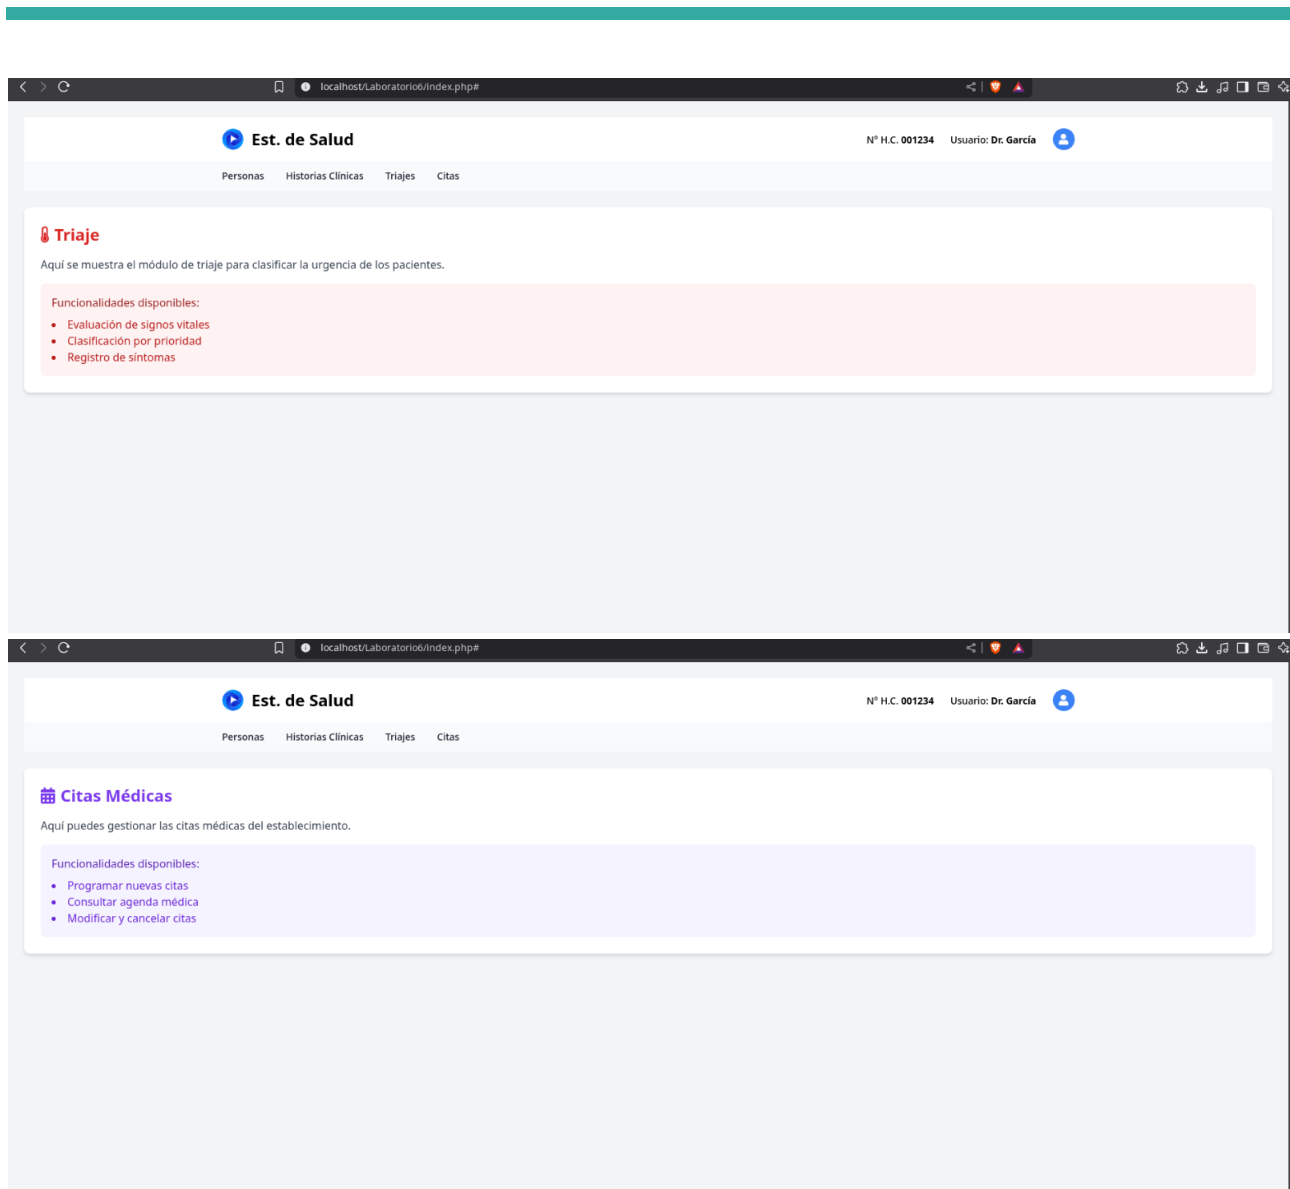 localhost/Laboratorio6/index.php#
Est. de Salud
N° H.C. 001234 Usuario: Dr. García
Personas Historias Clínicas Triajes Citas
Triaje
Aquí se muestra el módulo de triaje para clasificar la urgencia de los pacientes.
Funcionalidades disponibles:
• Evaluación de signos vitales
• Clasificación por prioridad
• Registro de síntomas
localhost/Laboratorio6/index.php#
Est. de Salud
N° H.C. 001234 Usuario: Dr. García
Personas Historias Clínicas Triajes Citas
Citas Médicas
Aquí puedes gestionar las citas médicas del establecimiento.
Funcionalidades disponibles:
• Programar nuevas citas
• Consultar agenda médica
• Modificar y cancelar citas